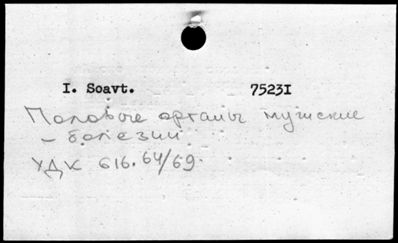 I. Soavt. 75231
Половые органы мужские
– болезни
УДК 616.64/69.